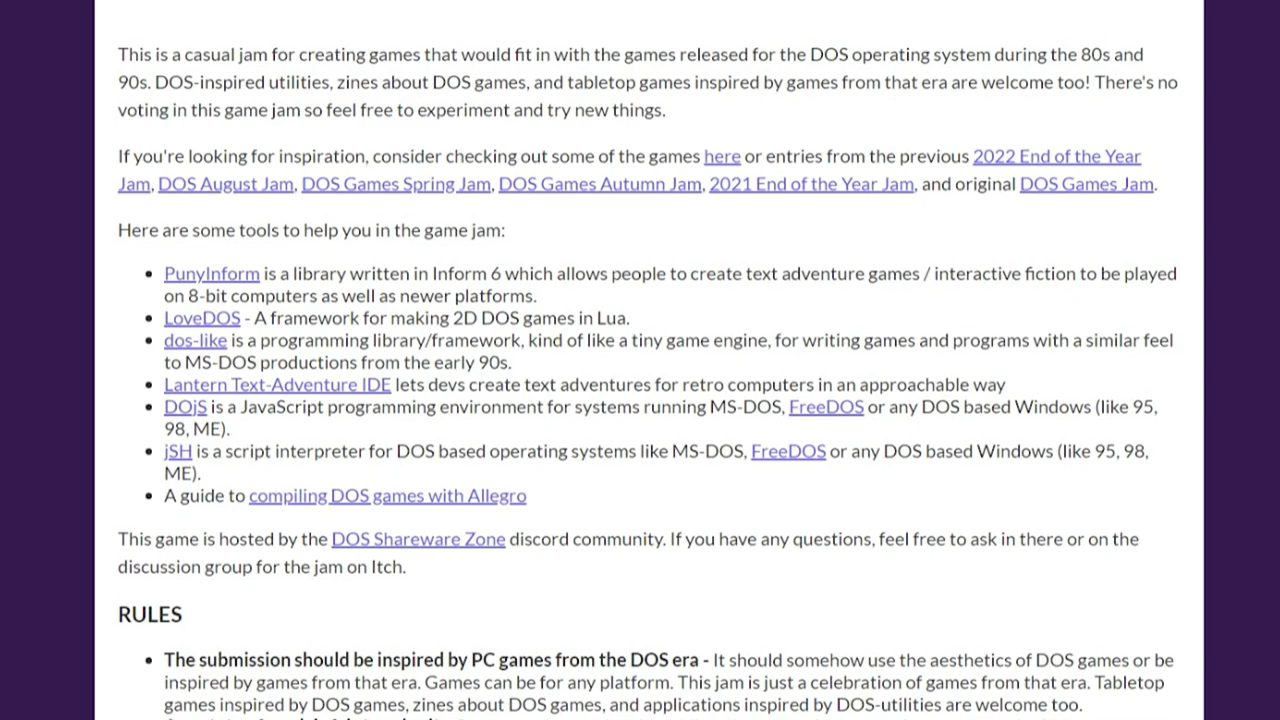 This is a casual jam for creating games that would fit in with the games released for the DOS operating system during the 80s and
90s. DOS-inspired utilities, zines about DOS games, and tabletop games inspired by games from that era are welcome too! There's no
voting in this game jam so feel free to experiment and try new things.
If you're looking for inspiration, consider checking out some of the games here or entries from the previous 2022 End of the Year
Jam, DOS August Jam, DOS Games Spring Jam, DOS Games Autumn Jam, 2021 End of the Year Jam, and original DOS Games Jam.
Here are some tools to help you in the game jam:
• PunyInform is a library written in Inform 6 which allows people to create text adventure games / interactive fiction to be played
on 8-bit computers as well as newer platforms.
• LoveDOS - A framework for making 2D DOS games in Lua.
• dos-like is a programming library/framework, kind of like a tiny game engine, for writing games and programs with a similar feel
to MS-DOS productions from the early 90s.
• Lantern Text-Adventure IDE lets devs create text adventures for retro computers in an approachable way
• DOjS is a JavaScript programming environment for systems running MS-DOS, FreeDOS or any DOS based Windows (like 95,
98, ME).
• jSH is a script interpreter for DOS based operating systems like MS-DOS, FreeDOS or any DOS based Windows (like 95, 98,
ME).
• A guide to compiling DOS games with Allegro
This game is hosted by the DOS Shareware Zone discord community. If you have any questions, feel free to ask in there or on the
discussion group for the jam on Itch.
RULES
• The submission should be inspired by PC games from the DOS era - It should somehow use the aesthetics of DOS games or be
inspired by games from that era. Games can be for any platform. This jam is just a celebration of games from that era. Tabletop
games inspired by DOS games, zines about DOS games, and applications inspired by DOS-utilities are welcome too.